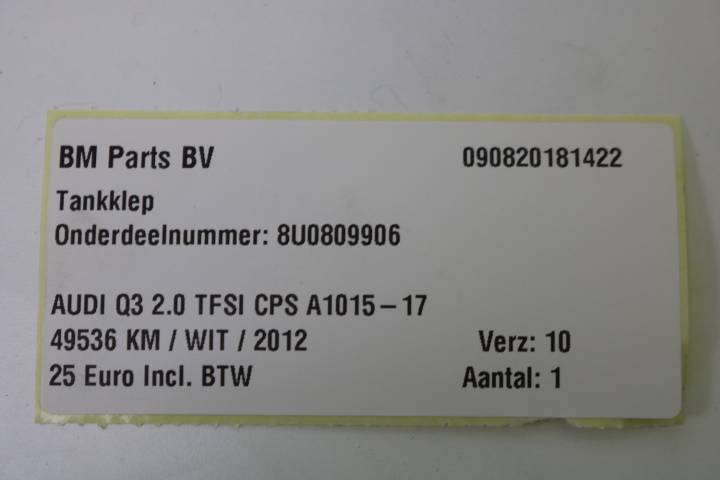 BM Parts BV 090820181422
Tankklep
Onderdeelnummer: 8U0809906
AUDI Q3 2.0 TFSI CPS A1015-17
49536 KM / WIT / 2012 Verz: 10
25 Euro Incl. BTW Aantal: 1